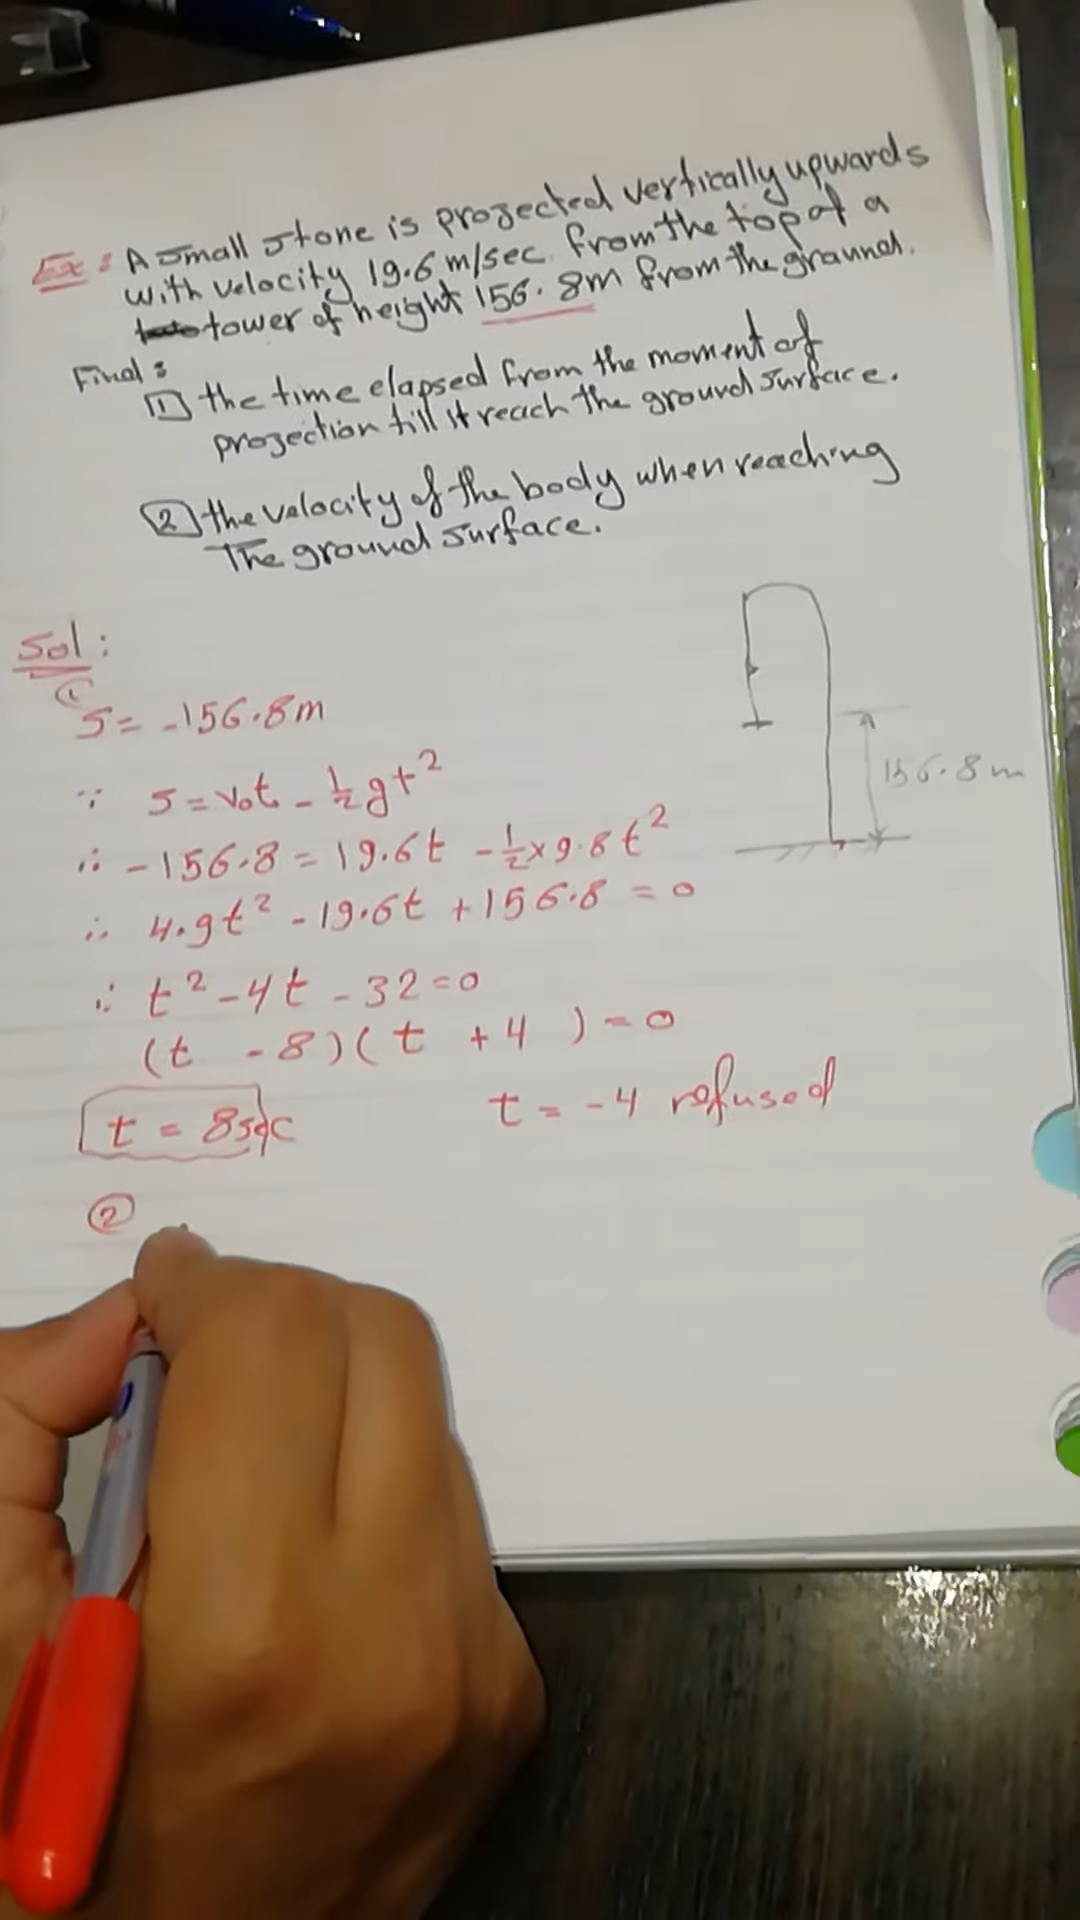 Ex: A small stone is projected vertically upwards
with velocity 19.6 m/sec. from the top of a
tower of height 156.8m from the ground.
Find:
1 the time elapsed from the moment of
projection till it reach the ground surface.
2 the velocity of the body when reaching
The ground surface.
Sol:
1
S = -156.8m
156.8m
∵ S = V₀t - 1/2 gt²
∴ -156.8 = 19.6t - 1/2 × 9.8t²
∴ 4.9t² - 19.6t + 156.8 = 0
∴ t² - 4t - 32 = 0
(t - 8)(t + 4) = 0
t = 8sec t = -4 refused
2